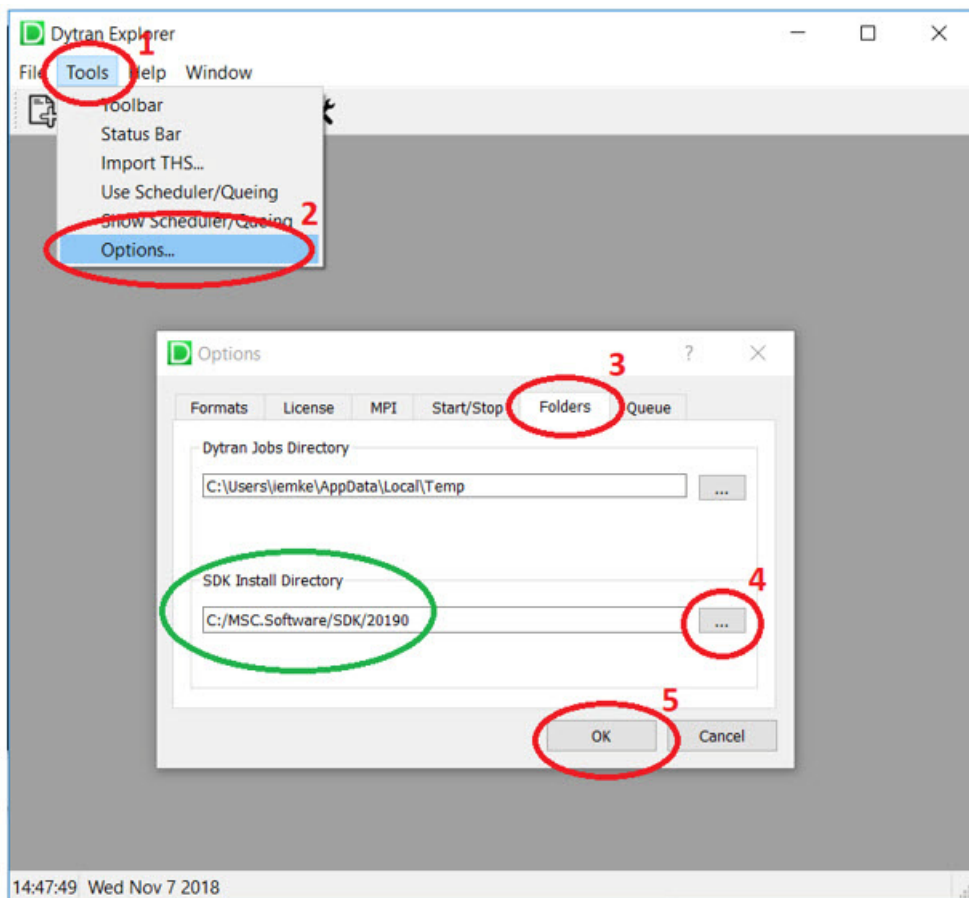 Dytran Explorer
1
File Tools Help Window
Toolbar
Status Bar
Import THS...
Use Scheduler/Queing
Show Scheduler/Queing 2
Options...
Options ?
3
Formats License MPI Start/Stop Folders Queue
Dytran Jobs Directory
C:\Users\iemke\AppData\Local\Temp ...
SDK Install Directory 4
C:/MSC.Software/SDK/20190 ...
5
OK Cancel
14:47:49 Wed Nov 7 2018